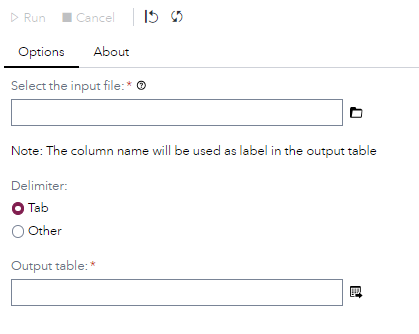 Run Cancel
Options About
Select the input file: *
Note: The column name will be used as label in the output table
Delimiter:
Tab
Other
Output table: *